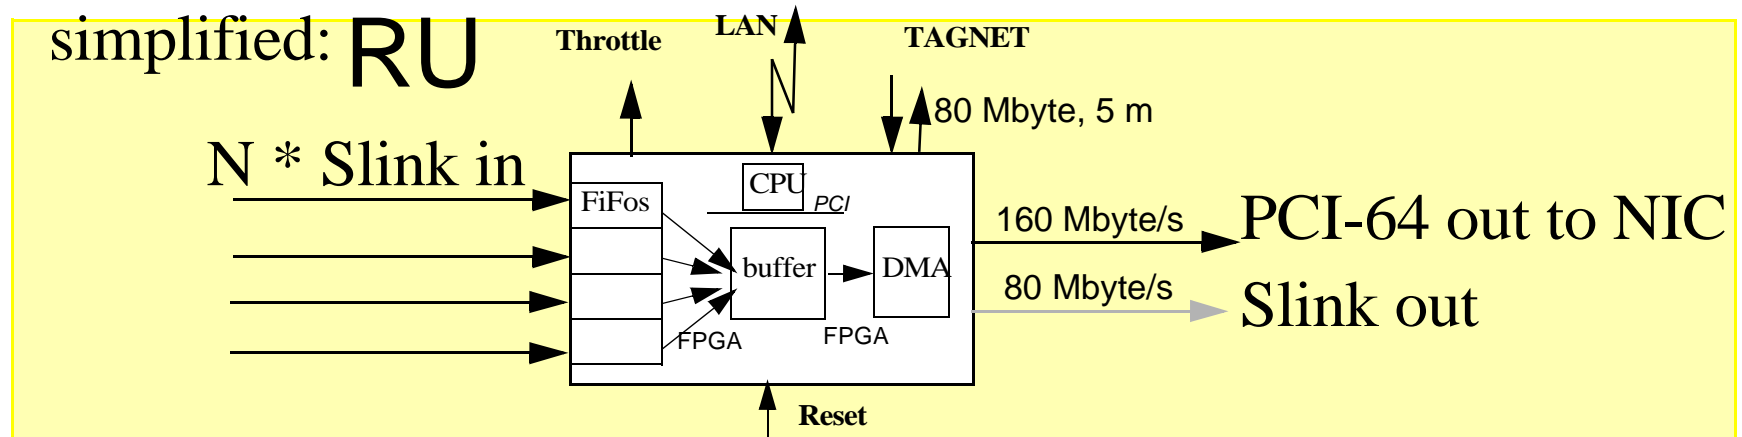 simplified: RU
Throttle
LAN
TAGNET
80 Mbyte, 5 m
N * Slink in
FiFos
CPU
PCI
buffer
DMA
FPGA
FPGA
160 Mbyte/s
PCI-64 out to NIC
80 Mbyte/s
Slink out
Reset